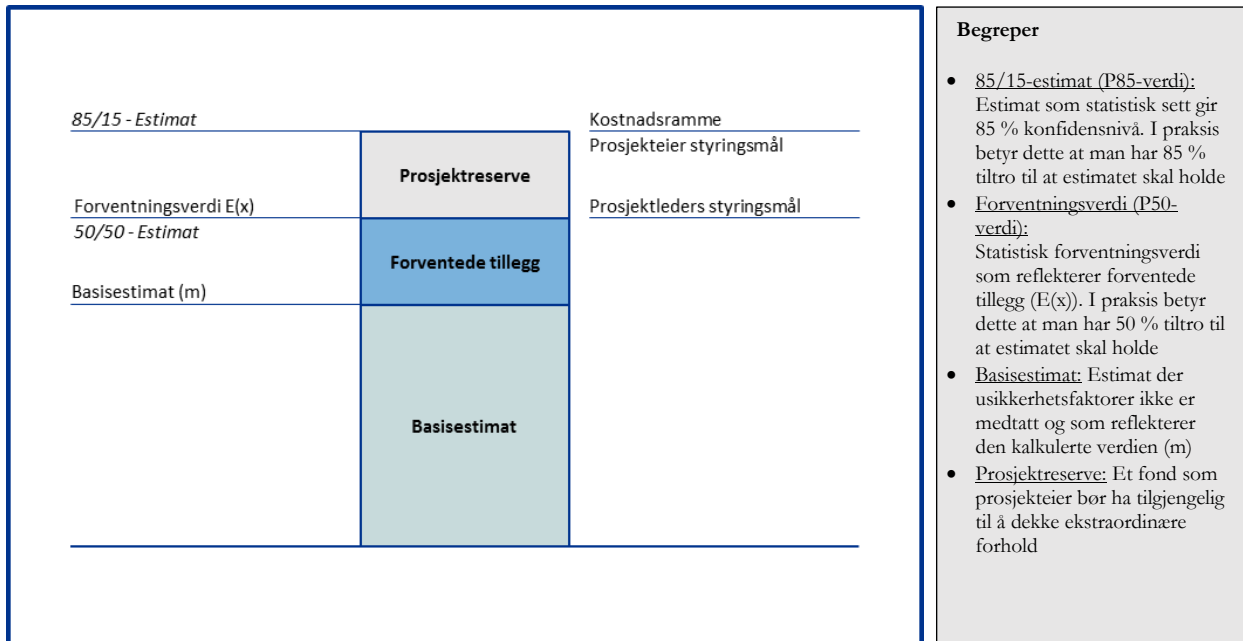 85/15 - Estimat
Kostnadsramme
Prosjekteier styringsmål
Prosjektreserve
Forventningsverdi E(x)
Prosjektleders styringsmål
50/50 - Estimat
Forventede tillegg
Basisestimat (m)
Basisestimat
Begreper
• 85/15-estimat (P85-verdi):
Estimat som statistisk sett gir
85 % konfidensnivå. I praksis
betyr dette at man har 85 %
tiltro til at estimatet skal holde
• Forventningsverdi (P50-
verdi):
Statistisk forventningsverdi
som reflekterer forventede
tillegg (E(x)). I praksis betyr
dette at man har 50 % tiltro til
at estimatet skal holde
• Basisestimat: Estimat der
usikkerhetsfaktorer ikke er
medtatt og som reflekterer
den kalkulerte verdien (m)
• Prosjektreserve: Et fond som
prosjekteier bør ha tilgjengelig
til å dekke ekstraordinære
forhold